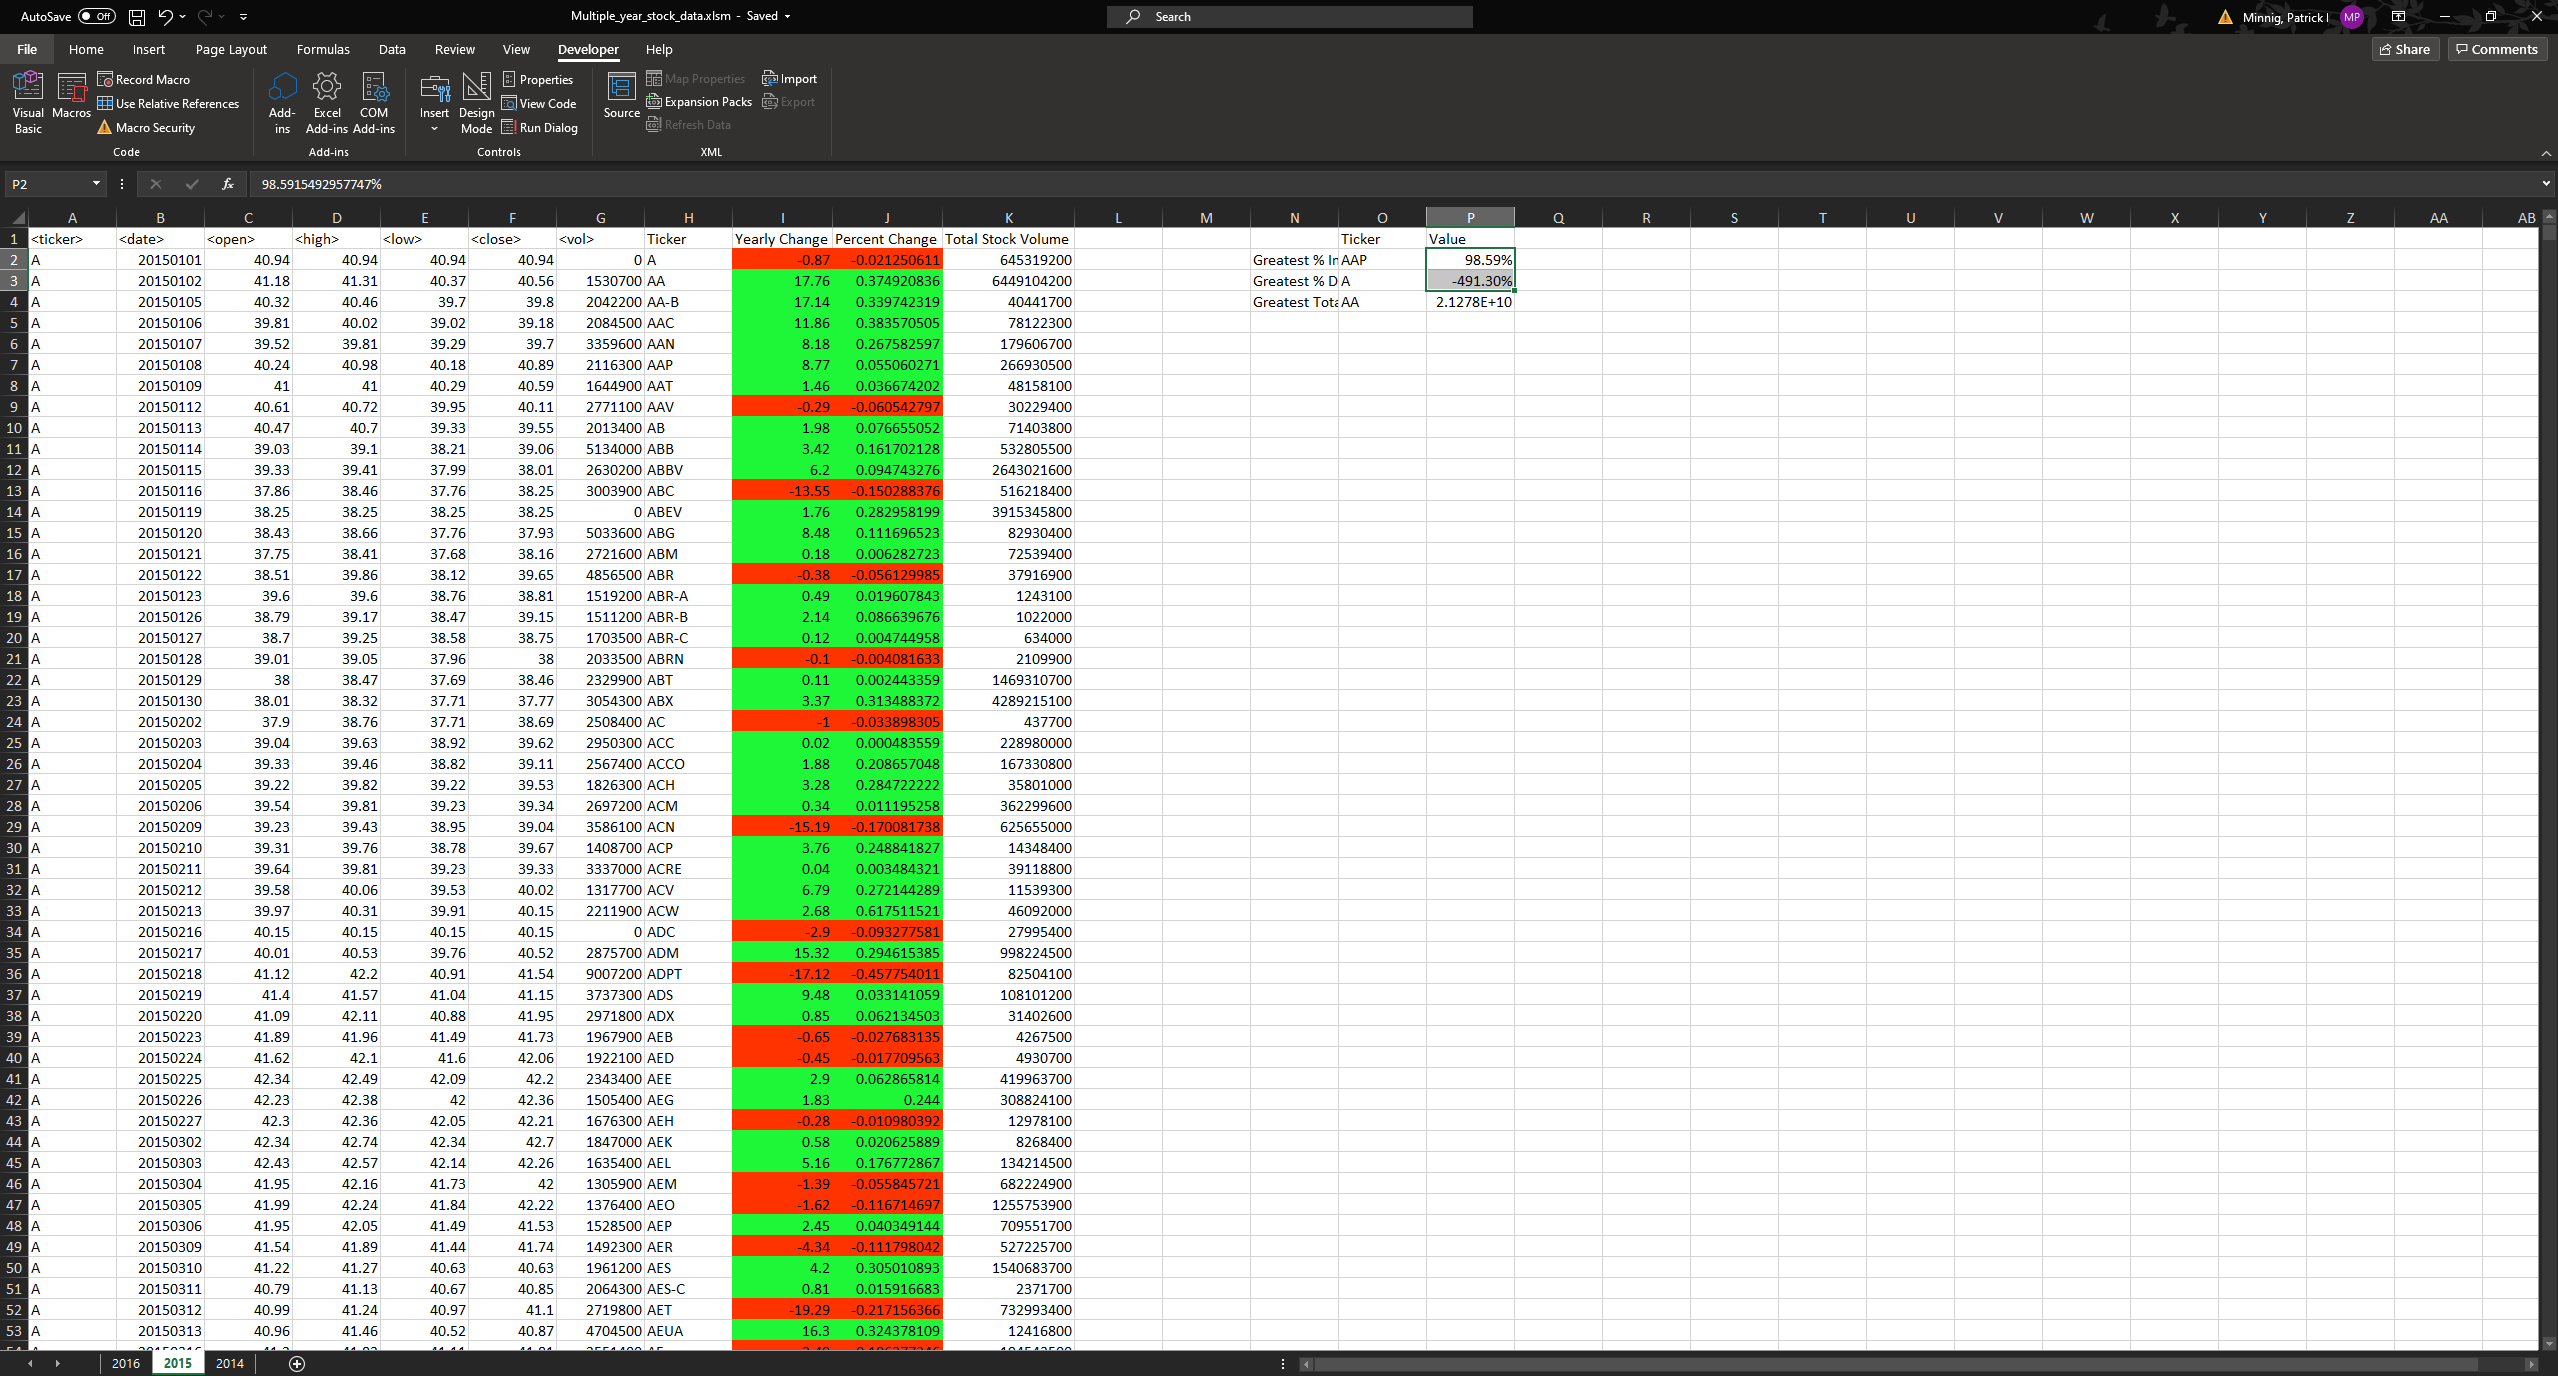 AutoSave Off Multiple_year_stock_data.xlsm - Saved Search Minnig, Patrick I MP
File Home Insert Page Layout Formulas Data Review View Developer Help Share Comments
Visual Basic Macros Record Macro Use Relative References Macro Security Code
Add-ins Excel Add-ins COM Add-ins Add-ins
Insert Design Mode Properties View Code Run Dialog Controls
Source Map Properties Expansion Packs Refresh Data Import Export XML
P2 fx 98.5915492957747%
A B C D E F G H I J K L M N O P Q R S T U V W X Y Z AA AB
1 <ticker> <date> <open> <high> <low> <close> <vol> Ticker Yearly Change Percent Change Total Stock Volume Ticker Value
2 A 20150101 40.94 40.94 40.94 40.94 0 A -0.87 -0.021250611 645319200 Greatest % In AAP 98.59%
3 A 20150102 41.18 41.31 40.37 40.56 1530700 AA 17.76 0.374920836 6449104200 Greatest % D A -491.30%
4 A 20150105 40.32 40.46 39.7 39.8 2042200 AA-B 17.14 0.339742319 40441700 Greatest Tota AA 2.1278E+10
5 A 20150106 39.81 40.02 39.02 39.18 2084500 AAC 11.86 0.383570505 78122300
6 A 20150107 39.52 39.81 39.29 39.7 3359600 AAN 8.18 0.267582597 179606700
7 A 20150108 40.24 40.98 40.18 40.89 2116300 AAP 8.77 0.055060271 266930500
8 A 20150109 41 41 40.29 40.59 1644900 AAT 1.46 0.036674202 48158100
9 A 20150112 40.61 40.72 39.95 40.11 2771100 AAV -0.29 -0.060542797 30229400
10 A 20150113 40.47 40.7 39.33 39.55 2013400 AB 1.98 0.076655052 71403800
11 A 20150114 39.03 39.1 38.21 39.06 5134000 ABB 3.42 0.161702128 532805500
12 A 20150115 39.33 39.41 37.99 38.01 2630200 ABBV 6.2 0.094743276 2643021600
13 A 20150116 37.86 38.46 37.76 38.25 3003900 ABC -13.55 -0.150288376 516218400
14 A 20150119 38.25 38.25 38.25 38.25 0 ABEV 1.76 0.282958199 3915345800
15 A 20150120 38.43 38.66 37.76 37.93 5033600 ABG 8.48 0.111696523 82930400
16 A 20150121 37.75 38.41 37.68 38.16 2721600 ABM 0.18 0.006282723 72539400
17 A 20150122 38.51 39.86 38.12 39.65 4856500 ABR -0.38 -0.056129985 37916900
18 A 20150123 39.6 39.6 38.76 38.81 1519200 ABR-A 0.49 0.019607843 1243100
19 A 20150126 38.79 39.17 38.47 39.15 1511200 ABR-B 2.14 0.086639676 1022000
20 A 20150127 38.7 39.25 38.58 38.75 1703500 ABR-C 0.12 0.004744958 634000
21 A 20150128 39.01 39.05 37.96 38 2033500 ABRN -0.1 -0.004081633 2109900
22 A 20150129 38 38.47 37.69 38.46 2329900 ABT 0.11 0.002443359 1469310700
23 A 20150130 38.01 38.32 37.71 37.77 3054300 ABX 3.37 0.313488372 4289215100
24 A 20150202 37.9 38.76 37.71 38.69 2508400 AC -1 -0.033898305 437700
25 A 20150203 39.04 39.63 38.92 39.62 2950300 ACC 0.02 0.000483559 228980000
26 A 20150204 39.33 39.46 38.82 39.11 2567400 ACCO 1.88 0.208657048 167330800
27 A 20150205 39.22 39.82 39.22 39.53 1826300 ACH 3.28 0.284722222 35801000
28 A 20150206 39.54 39.81 39.23 39.34 2697200 ACM 0.34 0.011195258 362299600
29 A 20150209 39.23 39.43 38.95 39.04 3586100 ACN -15.19 -0.170081738 625655000
30 A 20150210 39.31 39.76 38.78 39.67 1408700 ACP 3.76 0.248841827 14348400
31 A 20150211 39.64 39.81 39.23 39.33 3337000 ACRE 0.04 0.003484321 39118800
32 A 20150212 39.58 40.06 39.53 40.02 1317700 ACV 6.79 0.272144289 11539300
33 A 20150213 39.97 40.31 39.91 40.15 2211900 ACW 2.68 0.617511521 46092000
34 A 20150216 40.15 40.15 40.15 40.15 0 ADC -2.9 -0.093277581 27995400
35 A 20150217 40.01 40.53 39.76 40.52 2875700 ADM 15.32 0.294615385 998224500
36 A 20150218 41.12 42.2 40.91 41.54 9007200 ADPT -17.12 -0.457754011 82504100
37 A 20150219 41.4 41.57 41.04 41.15 3737300 ADS 9.48 0.033141059 108101200
38 A 20150220 41.09 42.11 40.88 41.95 2971800 ADX 0.85 0.062134503 31402600
39 A 20150223 41.89 41.96 41.49 41.73 1967900 AEB -0.65 -0.027683135 4267500
40 A 20150224 41.62 42.1 41.6 42.06 1922100 AED -0.45 -0.017709563 4930700
41 A 20150225 42.34 42.49 42.09 42.2 2343400 AEE 2.9 0.062865814 419963700
42 A 20150226 42.23 42.38 42 42.36 1505400 AEG 1.83 0.244 308824100
43 A 20150227 42.3 42.36 42.05 42.21 1676300 AEH -0.28 -0.010980392 12978100
44 A 20150302 42.34 42.74 42.34 42.7 1847000 AEK 0.58 0.020625889 8268400
45 A 20150303 42.43 42.57 42.14 42.26 1635400 AEL 5.16 0.176772867 134214500
46 A 20150304 41.95 42.16 41.73 42 1305900 AEM -1.39 -0.055845721 682224900
47 A 20150305 41.99 42.24 41.84 42.22 1376400 AEO -1.62 -0.116714697 1255753900
48 A 20150306 41.95 42.05 41.49 41.53 1528500 AEP 2.45 0.040349144 709551700
49 A 20150309 41.54 41.89 41.44 41.74 1492300 AER -4.34 -0.111798042 527225700
50 A 20150310 41.22 41.27 40.63 40.63 1961200 AES 4.2 0.305010893 1540683700
51 A 20150311 40.79 41.13 40.67 40.85 2064300 AES-C 0.81 0.015916683 2371700
52 A 20150312 40.99 41.24 40.97 41.1 2719800 AET -19.29 -0.217156366 732993400
53 A 20150313 40.96 41.46 40.52 40.87 4704500 AEUA 16.3 0.324378109 12416800
2016 2015 2014